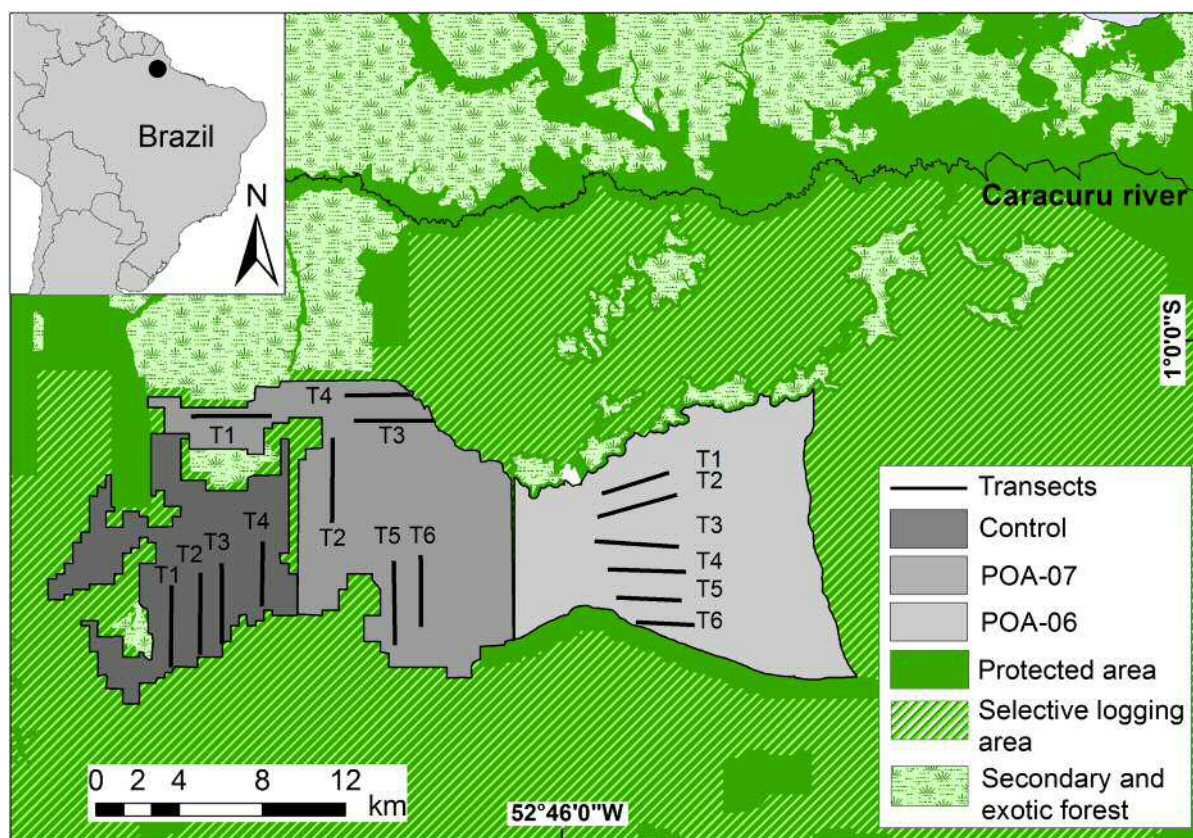 Brazil
N
Caracuru river
1°0'0"S
T4
T1
T3
T2
T5 T6
T4
T3
T2
T1
T1
T2
T3
T4
T5
T6
Transects
Control
POA-07
POA-06
Protected area
Selective logging
area
Secondary and
exotic forest
0 2 4 8 12
km
52°46'0"W